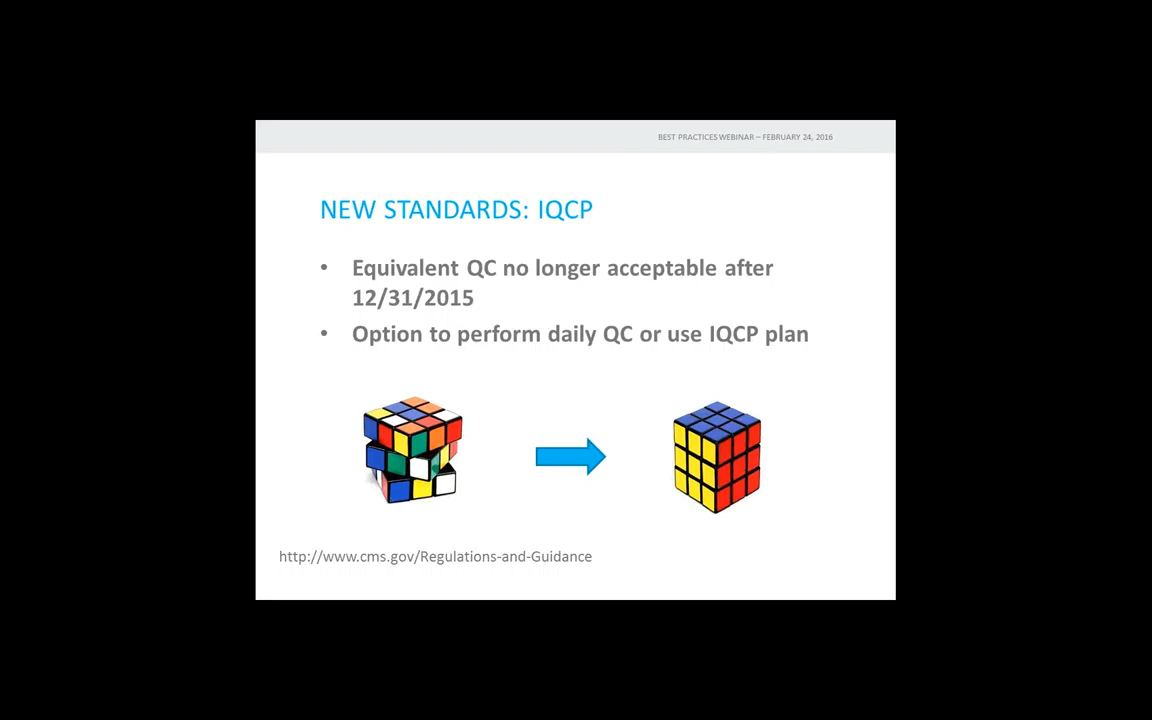 BEST PRACTICES WEBINAR – FEBRUARY 24, 2016
NEW STANDARDS: IQCP
• Equivalent QC no longer acceptable after
12/31/2015
• Option to perform daily QC or use IQCP plan
http://www.cms.gov/Regulations-and-Guidance